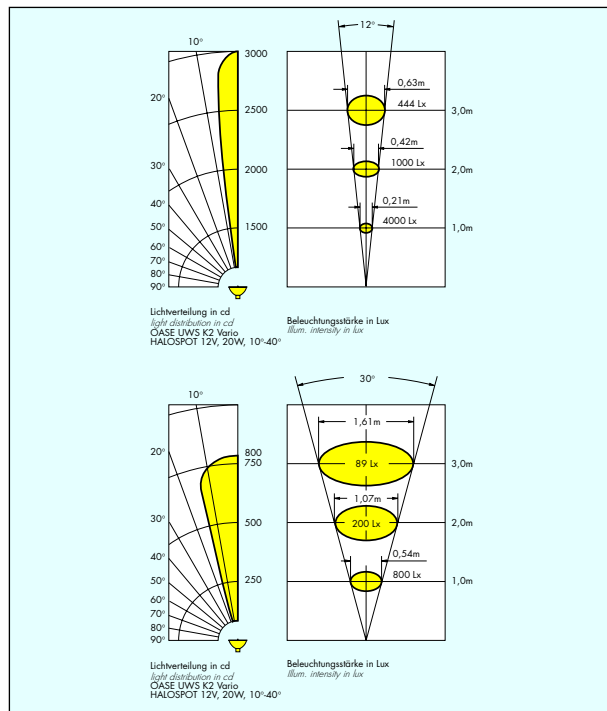 12°
10°
3000
0,63m
20°
444 Lx
2500
3,0m
0,42m
30°
2000
1000 Lx
2,0m
40°
0,21m
50°
1500
4000 Lx
1,0m
60°
70°
80°
90°
Lichtverteilung in cd
light distribution in cd
OASE UWS K2 Vario
HALOSPOT 12V, 20W, 10°-40°
Beleuchtungsstärke in Lux
Illum. intensity in lux
30°
10°
1,61m
20°
800
750
89 Lx
3,0m
1,07m
30°
500
200 Lx
2,0m
40°
0,54m
50°
250
800 Lx
1,0m
60°
70°
80°
90°
Lichtverteilung in cd
light distribution in cd
OASE UWS K2 Vario
HALOSPOT 12V, 20W, 10°-40°
Beleuchtungsstärke in Lux
Illum. intensity in lux